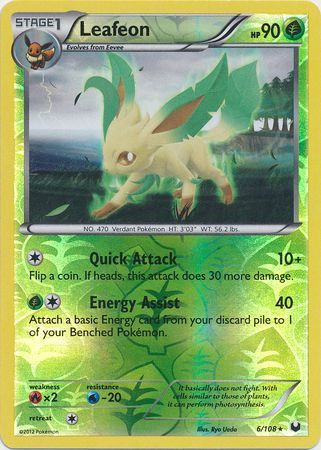 STAGE1
Leafeon
HP 90
Evolves from Eevee
NO. 470 Verdant Pokémon HT: 3'03" WT: 56.2 lbs
Quick Attack 10+
Flip a coin. If heads, this attack does 30 more damage.
Energy Assist 40
Attach a basic Energy card from your discard pile to 1
of your Benched Pokémon.
weakness resistance
×2 -20
retreat
It basically does not fight. With
cells similar to those of plants,
it can perform photosynthesis.
©2012 Pokémon
Illus. Ryo Ueda
6/108 ★